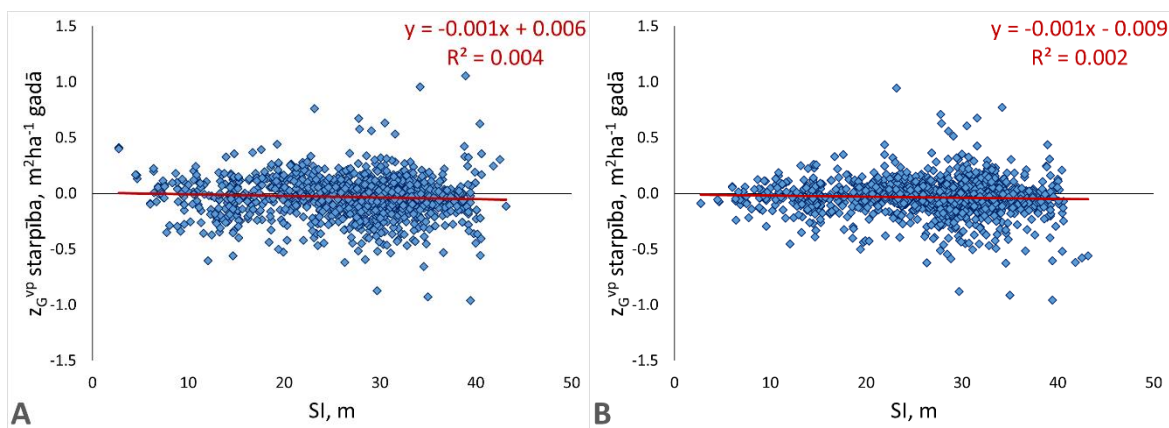 y = -0.001x + 0.006
R² = 0.004
1.5
1.0
0.5
0.0
-0.5
-1.0
-1.5
z_G^vp starpība, m²ha⁻¹ gadā
0 10 20 30 40 50
SI, m
A
y = -0.001x - 0.009
R² = 0.002
1.5
1.0
0.5
0.0
-0.5
-1.0
-1.5
z_G^vp starpība, m²ha⁻¹ gadā
0 10 20 30 40 50
SI, m
B